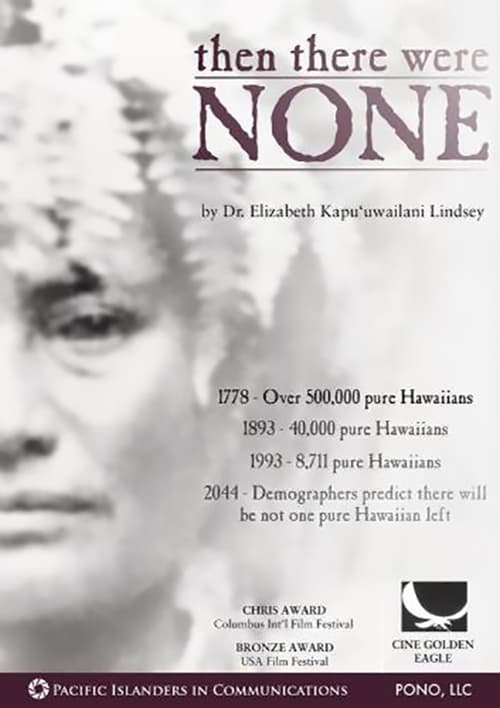 then there were
NONE
by Dr. Elizabeth Kapu‘uwailani Lindsey
1778 - Over 500,000 pure Hawaiians
1893 - 40,000 pure Hawaiians
1993 - 8,711 pure Hawaiians
2044 - Demographers predict there will
be not one pure Hawaiian left
CHRIS AWARD
Columbus Int'l Film Festival
BRONZE AWARD
USA Film Festival
CINE GOLDEN
EAGLE
PACIFIC ISLANDERS IN COMMUNICATIONS
PONO, LLC